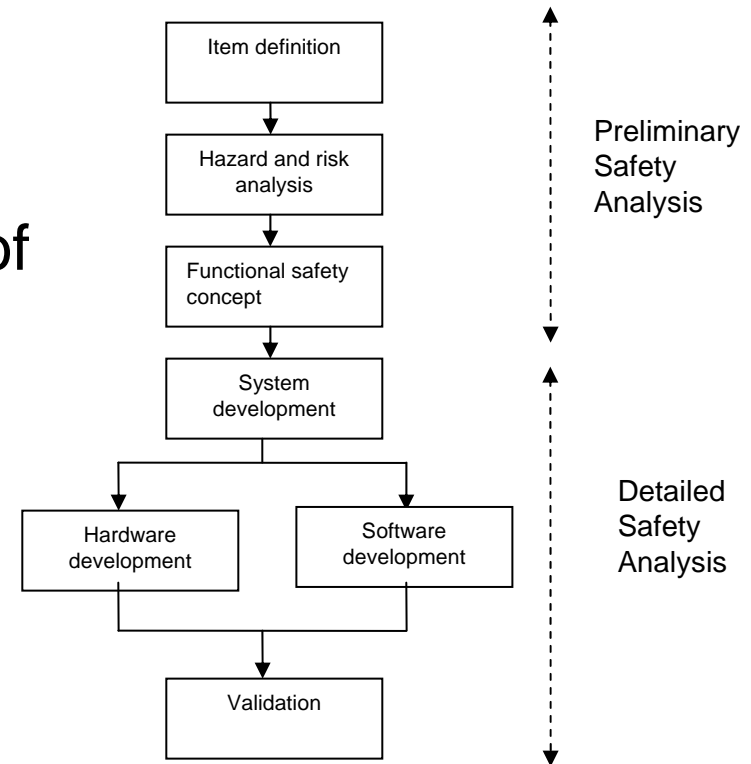 Item definition
Hazard and risk
analysis
of
Functional safety
concept
System
development
Hardware
development
Software
development
Validation
Preliminary
Safety
Analysis
Detailed
Safety
Analysis